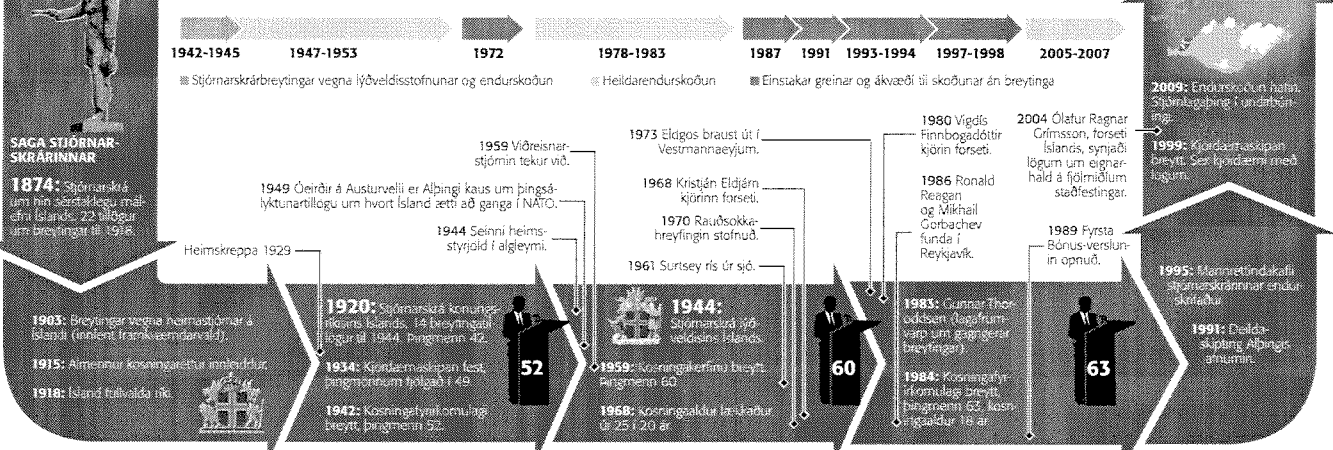 1942-1945
1947-1953
1972
1978-1983
1987
1991
1993-1994
1997-1998
2005-2007
Stjórnarskrárbreytingar vegna lýðveldisstofnunar og endurskoðun
Heildarendurskoðun
Einstakar greinar og ákvæði til skoðunar án breytinga
SAGA STJÓRNAR-
SKRÁRINNAR
1874: Stjórnarskrá
um hin sérstaklegu mál-
efni Íslands. 22 tillögur
um breytingar til 1918.
1903: Breytingar vegna heimastjórnar á
Íslandi (innlent framkvæmdarvald).
1915: Almennur kosningaréttur innleiddur.
1918: Ísland fullvalda ríki.
Heimskreppa 1929
1949 Óeirðir á Austurvelli er Alþingi kaus um þingsá-
lyktunartillögu um hvort Ísland ætti að ganga í NATO.
1959 Viðreisnar-
stjórnin tekur við.
1944 Seinni heims-
styrjöld í algleymi.
1920: Stjórnarskrá konungs-
ríkisins Íslands. 14 breytingatil-
lögur til 1944. Þingmenn 42.
1934: Kjördæmaskipan fest,
þingmönnum fjölgað í 49
1942: Kosningafyrirkomulagi
breytt, þingmenn 52.
52
1973 Eldgos braust út í
Vestmannaeyjum.
1968 Kristján Eldjárn
kjörinn forseti.
1970 Rauðsokka-
hreyfingin stofnuð.
1961 Surtsey rís úr sjó.
1944:
Stjórnarskrá lýð-
veldisins Íslands.
1959: Kosningakerfinu breytt.
Þingmenn 60
1968: Kosningaaldur lækkaður
úr 25 í 20 ár
60
1980 Vigdís
Finnbogadóttir
kjörin forseti.
1986 Ronald
Reagan
og Mikhail
Gorbachev
funda í
Reykjavík.
2004 Ólafur Ragnar
Grímsson, forseti
Íslands, synjaði
lögum um eignar-
hald á fjölmiðlum
staðfestingar.
1989 Fyrsta
Bónus-verslun-
in opnuð.
1983: Gunnar Thor-
oddsen (lagafrum-
varp um gagngerar
breytingar)
1984: Kosningafyr-
irkomulagi breytt,
þingmenn 63, kosn-
ingaaldur 18 ár
63
2009: Endurskoðun hafin.
Stjórnlagaþing í undirbún-
ingi.
1999: Kjördæmaskipan
breytt. Sér kjördæmi með
lögum.
1995: Mannréttindakafli
stjórnarskrárinnar endur-
skrifaður
1991: Deilda-
skipting Alþingis
afnumin.